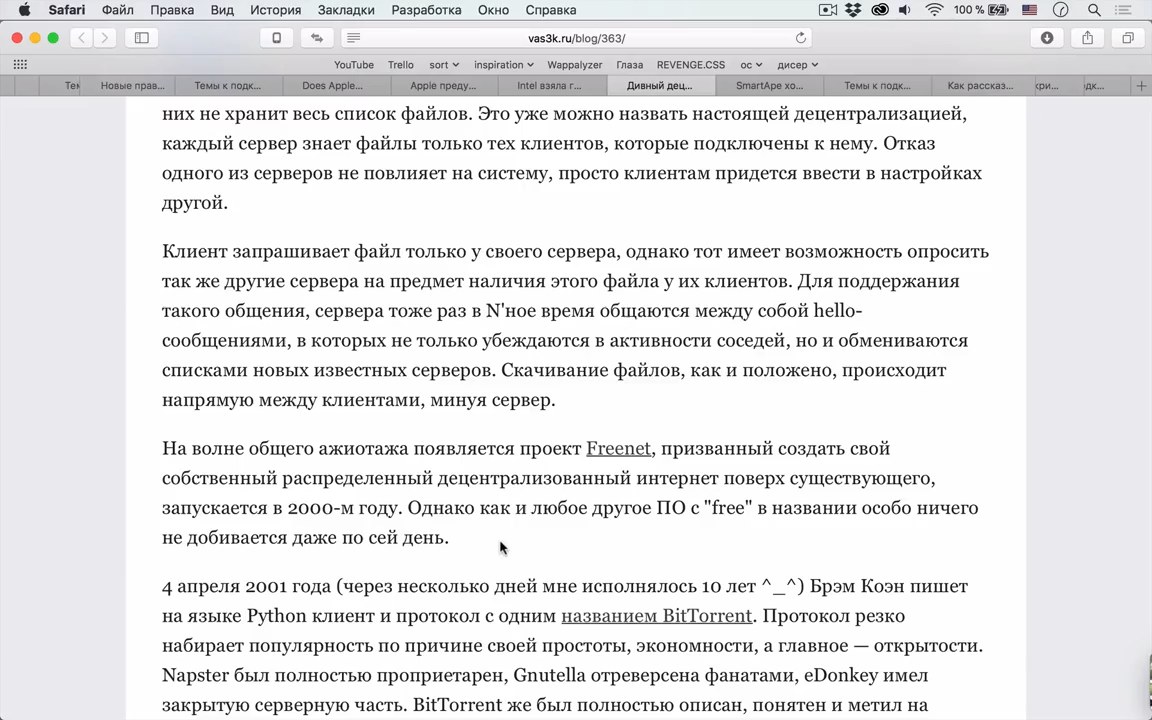 Safari Файл Правка Вид История Закладки Разработка Окно Справка 100 %
vas3k.ru/blog/363/
YouTube Trello sort inspiration Wappalyzer Глаза REVENGE.CSS ос дисер
Тем Новые прав... Темы к подк... Does Apple... Apple преду... Intel взяла г... Дивный дец... SmartApe хо... Темы к подк... Как рассказ...
них не хранит весь список файлов. Это уже можно назвать настоящей децентрализацией,
каждый сервер знает файлы только тех клиентов, которые подключены к нему. Отказ
одного из серверов не повлияет на систему, просто клиентам придется ввести в настройках
другой.
Клиент запрашивает файл только у своего сервера, однако тот имеет возможность опросить
так же другие сервера на предмет наличия этого файла у их клиентов. Для поддержания
такого общения, сервера тоже раз в N'ное время общаются между собой hello-
сообщениями, в которых не только убеждаются в активности соседей, но и обмениваются
списками новых известных серверов. Скачивание файлов, как и положено, происходит
напрямую между клиентами, минуя сервер.
На волне общего ажиотажа появляется проект Freenet, призванный создать свой
собственный распределенный децентрализованный интернет поверх существующего,
запускается в 2000-м году. Однако как и любое другое ПО с "free" в названии особо ничего
не добивается даже по сей день.
4 апреля 2001 года (через несколько дней мне исполнялось 10 лет ^_^) Брэм Коэн пишет
на языке Python клиент и протокол с одним названием BitTorrent. Протокол резко
набирает популярность по причине своей простоты, экономности, а главное — открытости.
Napster был полностью проприетарен, Gnutella отреверсена фанатами, eDonkey имел
закрытую серверную часть. BitTorrent же был полностью описан, понятен и метил на